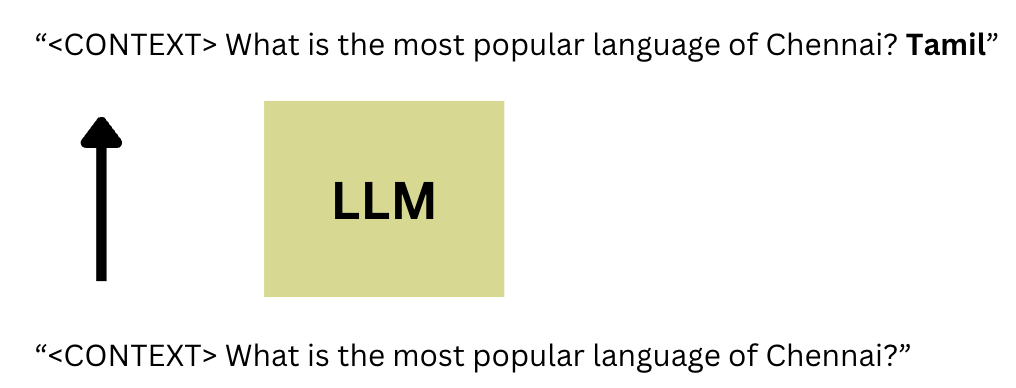 “<CONTEXT> What is the most popular language of Chennai? Tamil”
LLM
“<CONTEXT> What is the most popular language of Chennai?”